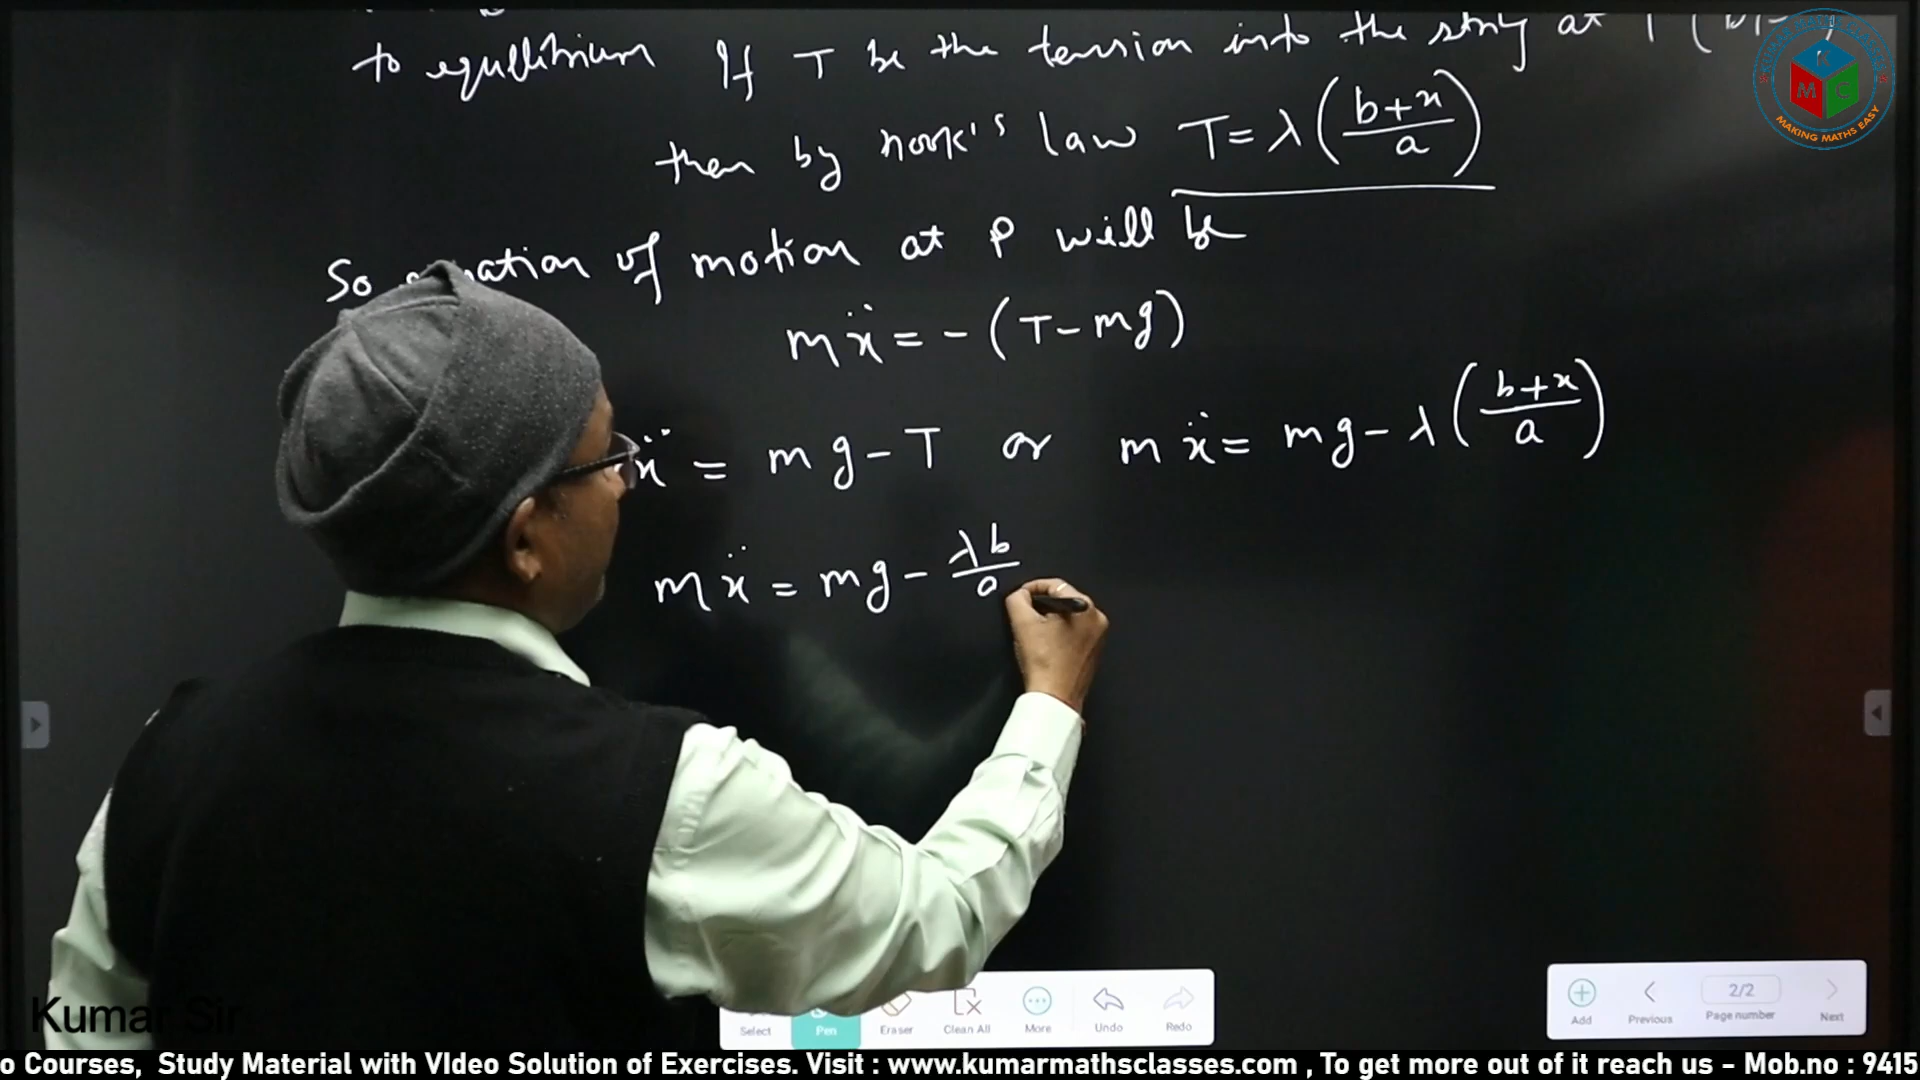 to equilibrium If T be the tension into the string at
then by Hook's law T = λ(b+x/a)
So equation of motion at P will be
mẍ = -(T-mg)
ẍ = mg-T or mẍ = mg-λ(b+x/a)
mẍ = mg - λb/a
K
M C
MAKING MATHS EASY
Kumar Sir
Select Pen Eraser Clean All More Undo Redo
Add Previous 2/2 Page number Next
o Courses, Study Material with VIdeo Solution of Exercises. Visit : www.kumarmathsclasses.com , To get more out of it reach us – Mob.no : 9415